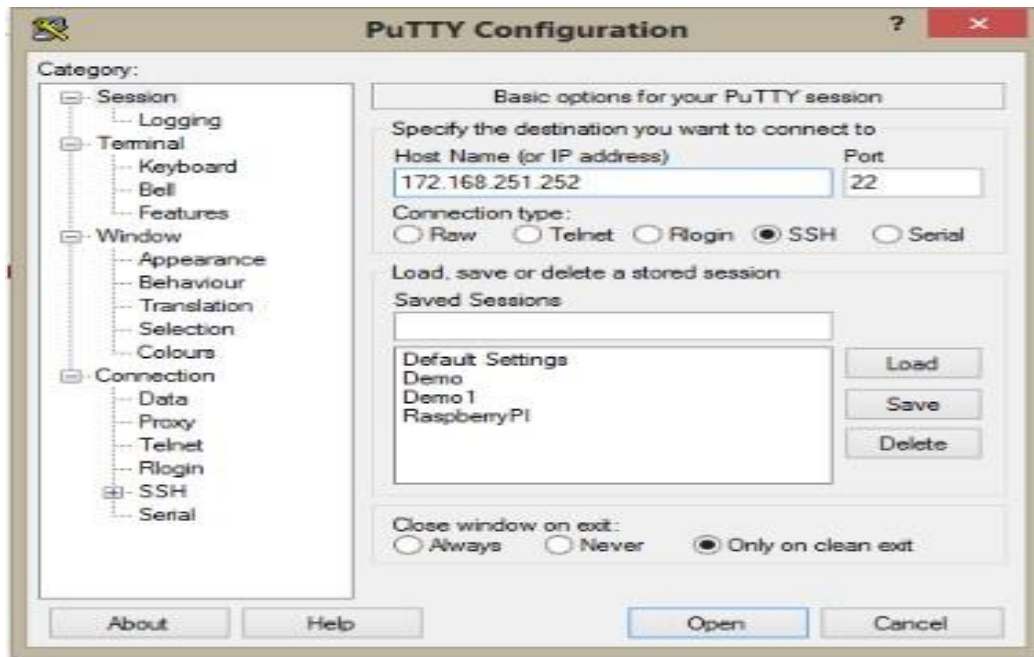 PuTTY Configuration
?
×
Category:
Session
Logging
Terminal
Keyboard
Bell
Features
Window
Appearance
Behaviour
Translation
Selection
Colours
Connection
Data
Proxy
Telnet
Rlogin
SSH
Serial
Basic options for your PuTTY session
Specify the destination you want to connect to
Host Name (or IP address) Port
172.168.251.252 22
Connection type:
Raw Telnet Rlogin SSH Serial
Load, save or delete a stored session
Saved Sessions
Default Settings
Demo
Demo1
RaspberryPI
Load
Save
Delete
Close window on exit:
Always Never Only on clean exit
About Help Open Cancel